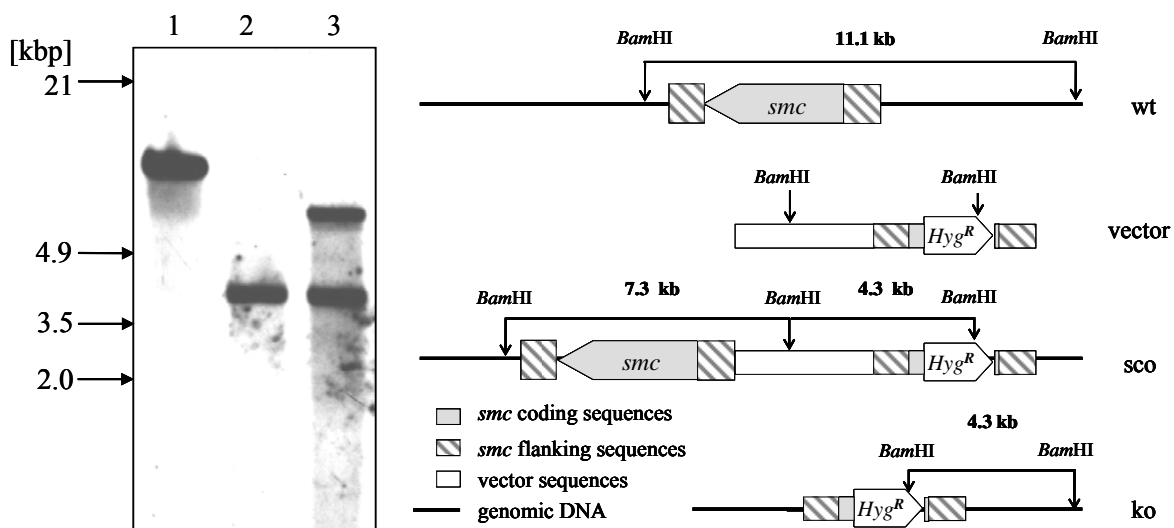 1 2 3
[kbp]
21
4.9
3.5
2.0
BamHI 11.1 kb BamHI
smc
wt
BamHI BamHI
Hyg^R
vector
BamHI 7.3 kb BamHI 4.3 kb BamHI
smc Hyg^R
sco
smc coding sequences
smc flanking sequences
vector sequences
genomic DNA
4.3 kb
BamHI BamHI
Hyg^R
ko